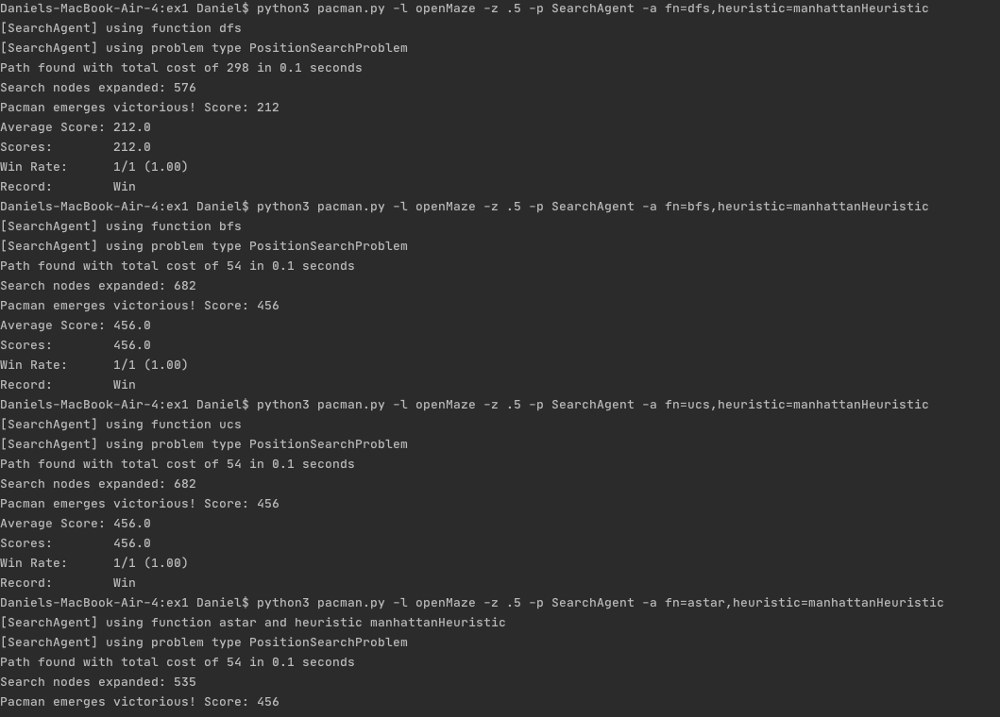 Daniels-MacBook-Air-4:ex1 Daniel$ python3 pacman.py -l openMaze -z .5 -p SearchAgent -a fn=dfs,heuristic=manhattanHeuristic
[SearchAgent] using function dfs
[SearchAgent] using problem type PositionSearchProblem
Path found with total cost of 298 in 0.1 seconds
Search nodes expanded: 576
Pacman emerges victorious! Score: 212
Average Score: 212.0
Scores:        212.0
Win Rate:      1/1 (1.00)
Record:        Win
Daniels-MacBook-Air-4:ex1 Daniel$ python3 pacman.py -l openMaze -z .5 -p SearchAgent -a fn=bfs,heuristic=manhattanHeuristic
[SearchAgent] using function bfs
[SearchAgent] using problem type PositionSearchProblem
Path found with total cost of 54 in 0.1 seconds
Search nodes expanded: 682
Pacman emerges victorious! Score: 456
Average Score: 456.0
Scores:        456.0
Win Rate:      1/1 (1.00)
Record:        Win
Daniels-MacBook-Air-4:ex1 Daniel$ python3 pacman.py -l openMaze -z .5 -p SearchAgent -a fn=ucs,heuristic=manhattanHeuristic
[SearchAgent] using function ucs
[SearchAgent] using problem type PositionSearchProblem
Path found with total cost of 54 in 0.1 seconds
Search nodes expanded: 682
Pacman emerges victorious! Score: 456
Average Score: 456.0
Scores:        456.0
Win Rate:      1/1 (1.00)
Record:        Win
Daniels-MacBook-Air-4:ex1 Daniel$ python3 pacman.py -l openMaze -z .5 -p SearchAgent -a fn=astar,heuristic=manhattanHeuristic
[SearchAgent] using function astar and heuristic manhattanHeuristic
[SearchAgent] using problem type PositionSearchProblem
Path found with total cost of 54 in 0.1 seconds
Search nodes expanded: 535
Pacman emerges victorious! Score: 456